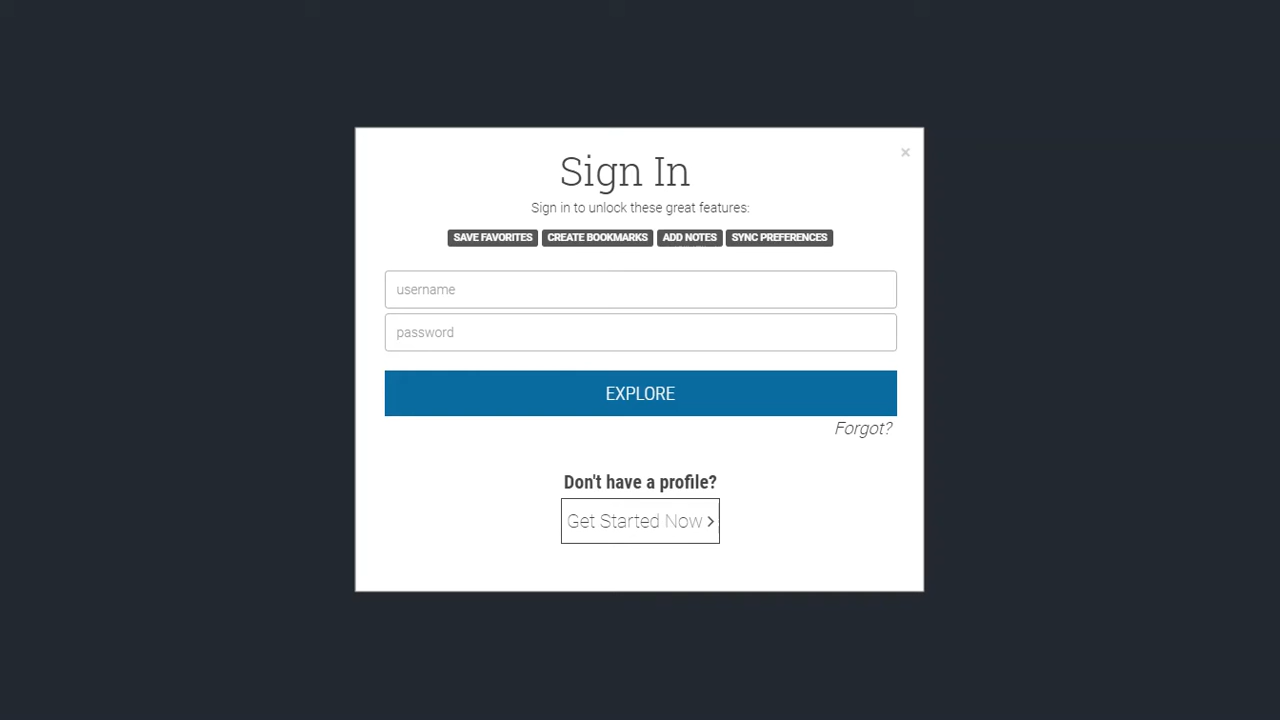 Sign In
×
Sign in to unlock these great features:
SAVE FAVORITES CREATE BOOKMARKS ADD NOTES SYNC PREFERENCES
username
password
EXPLORE
Forgot?
Don't have a profile?
Get Started Now >